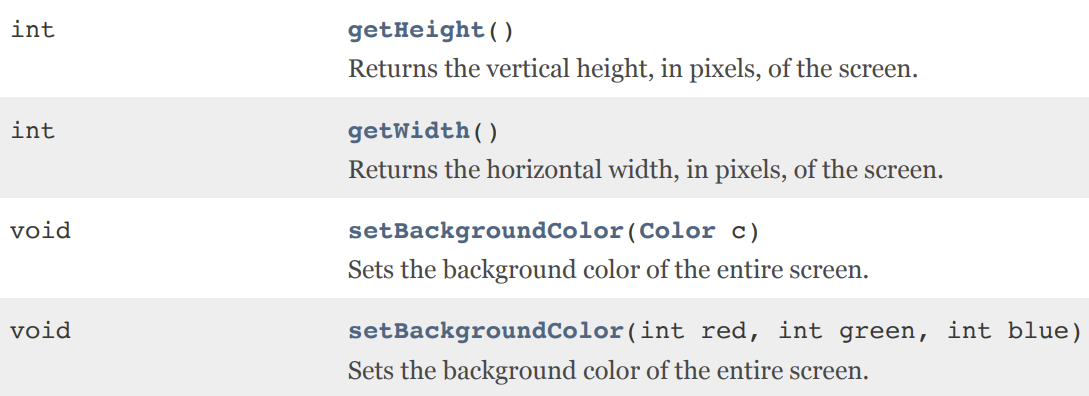 int getHeight()
Returns the vertical height, in pixels, of the screen.
int getWidth()
Returns the horizontal width, in pixels, of the screen.
void setBackgroundColor(Color c)
Sets the background color of the entire screen.
void setBackgroundColor(int red, int green, int blue)
Sets the background color of the entire screen.